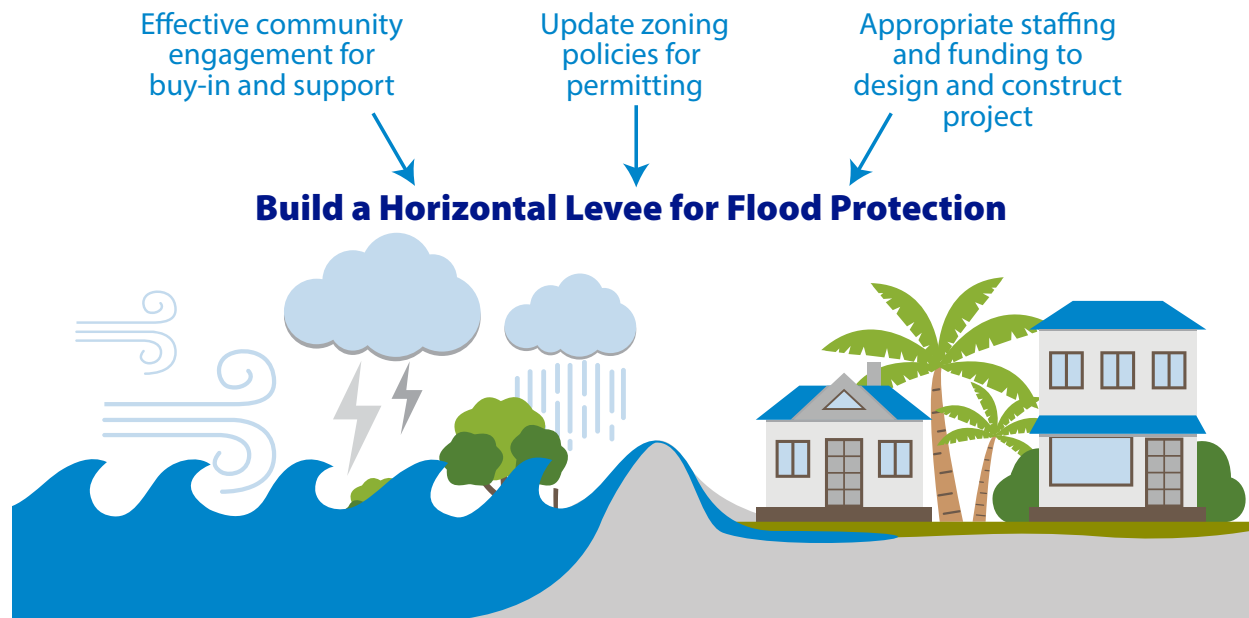 Effective community
engagement for
buy-in and support
Update zoning
policies for
permitting
Appropriate staffing
and funding to
design and construct
project
Build a Horizontal Levee for Flood Protection